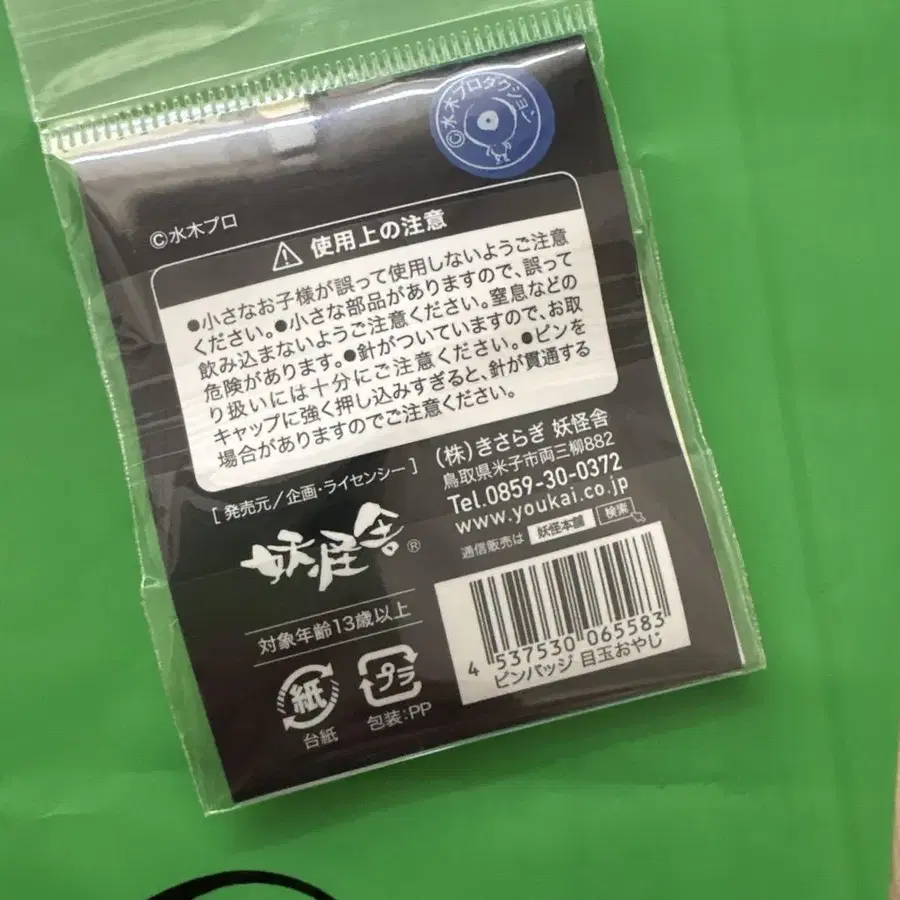 ©水木プロダクション
©水木プロ
⚠ 使用上の注意
●小さなお子様が誤って使用しないようご注意
ください。●小さな部品がありますので、誤って
飲み込まないようご注意ください。窒息などの
危険があります。●針がついていますので、お取
り扱いには十分にご注意ください。●ピンを
キャップに強く押し込みすぎると、針が貫通する
場合がありますのでご注意ください。
[ 発売元/企画・ライセンシー ]
妖怪舎®
(株)きさらぎ 妖怪舎
鳥取県米子市両三柳882
Tel.0859-30-0372
www.youkai.co.jp
通信販売は 妖怪本舗 検索
対象年齢13歳以上
紙
台紙
プラ
包装:PP
4 537530 065583
ピンバッジ 目玉おやじ